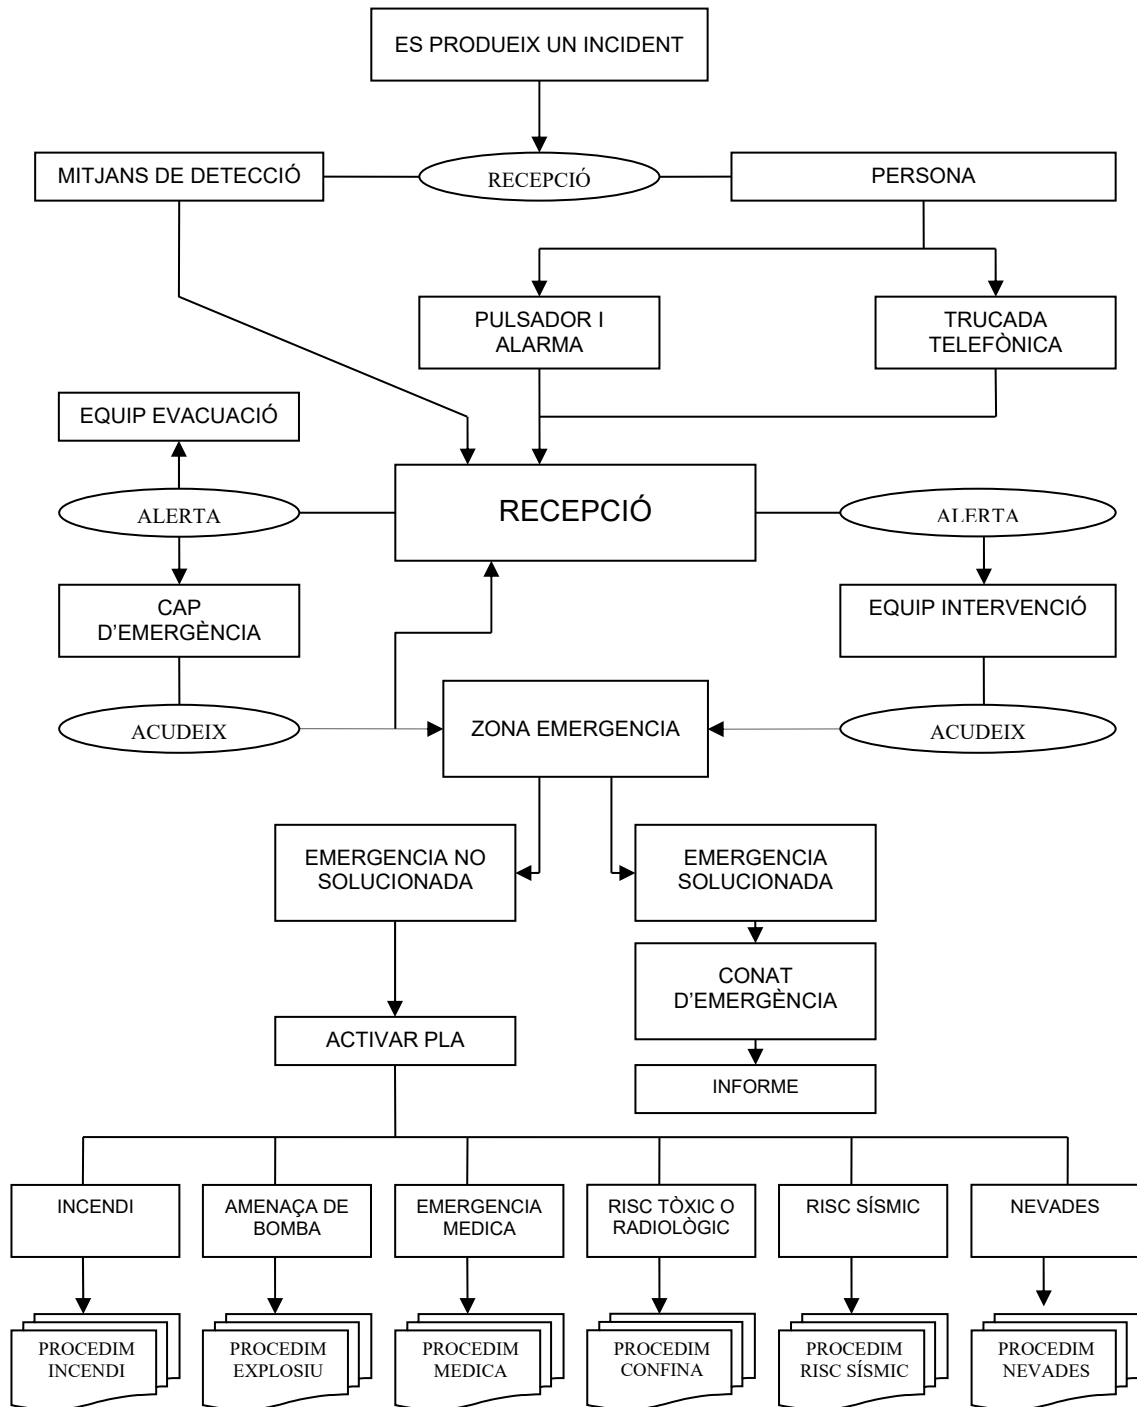 ES PRODUEIX UN INCIDENT
MITJANS DE DETECCIÓ
RECEPCIÓ
PERSONA
PULSADOR I
ALARMA
TRUCADA
TELEFÒNICA
EQUIP EVACUACIÓ
ALERTA
RECEPCIÓ
ALERTA
CAP
D’EMERGÈNCIA
EQUIP INTERVENCIÓ
ACUDEIX
ZONA EMERGENCIA
ACUDEIX
EMERGENCIA NO
SOLUCIONADA
EMERGENCIA
SOLUCIONADA
CONAT
D’EMERGÈNCIA
ACTIVAR PLA
INFORME
INCENDI
AMENAÇA DE
BOMBA
EMERGENCIA
MEDICA
RISC TÒXIC O
RADIOLÒGIC
RISC SÍSMIC
NEVADES
PROCEDIM
INCENDI
PROCEDIM
EXPLOSIU
PROCEDIM
MEDICA
PROCEDIM
CONFINA
PROCEDIM
RISC SÍSMIC
PROCEDIM
NEVADES